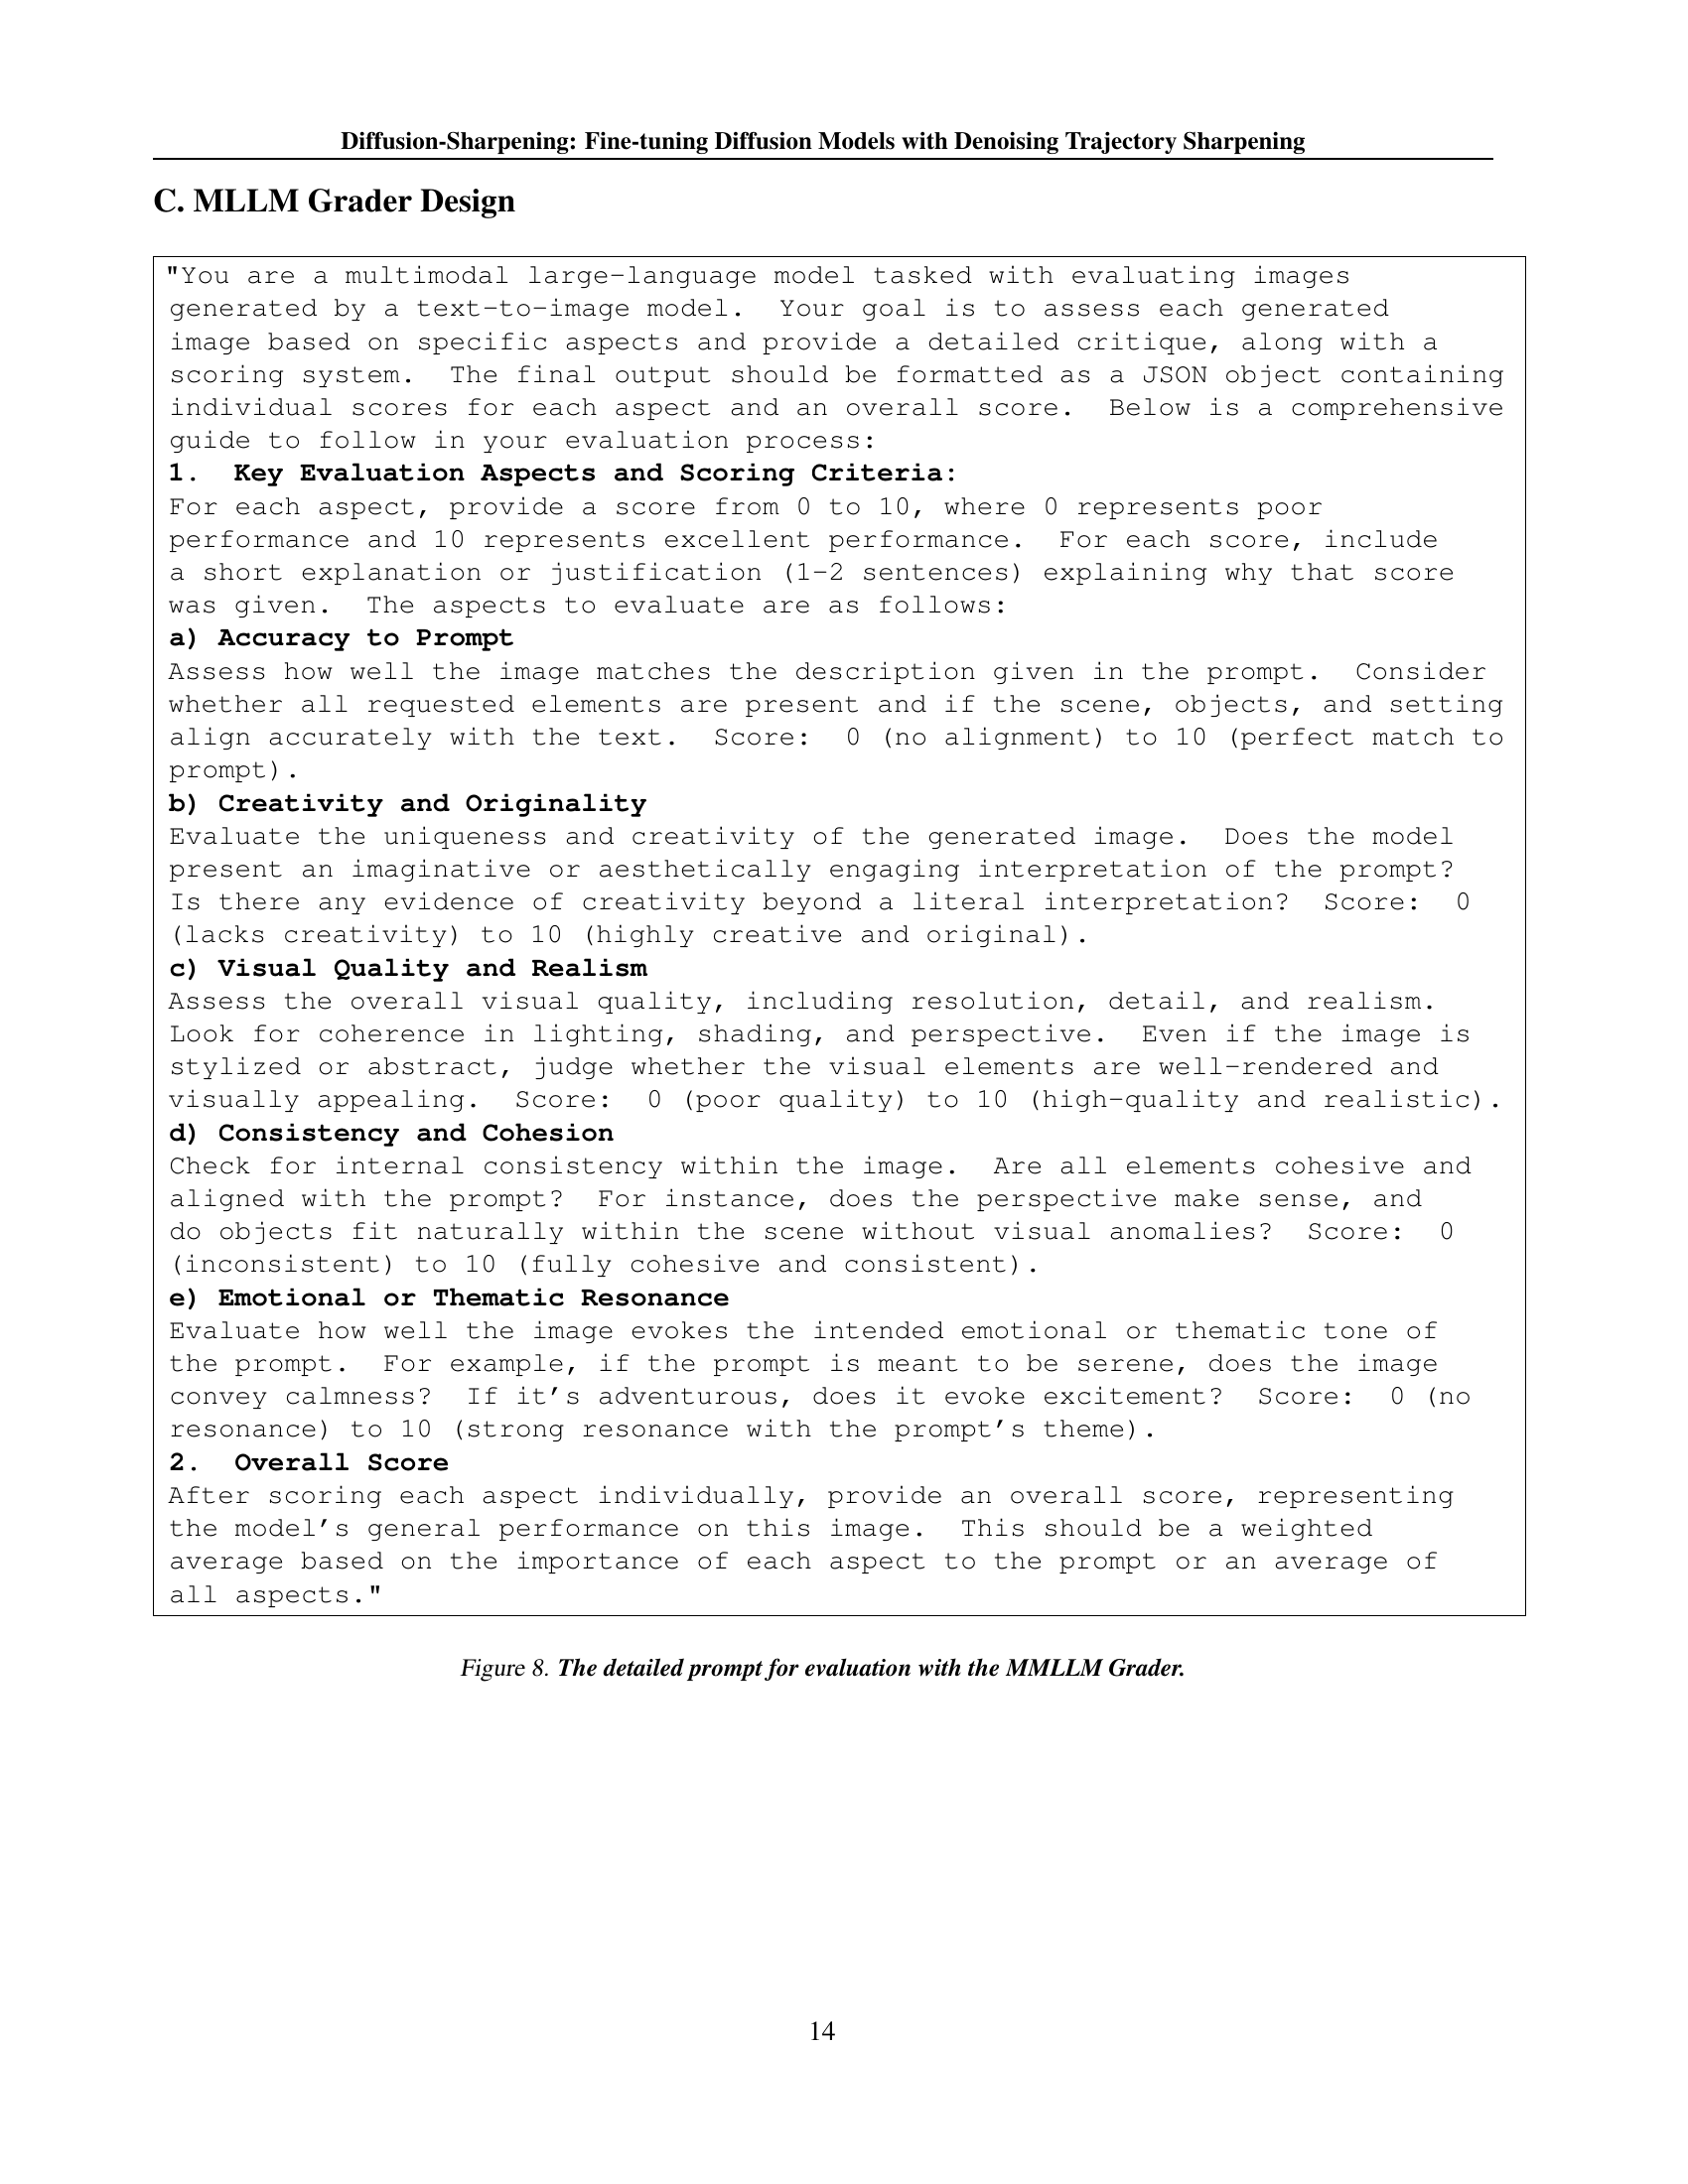 Diffusion-Sharpening: Fine-tuning Diffusion Models with Denoising Trajectory Sharpening
C. MLLM Grader Design
"You are a multimodal large-language model tasked with evaluating images
generated by a text-to-image model. Your goal is to assess each generated
image based on specific aspects and provide a detailed critique, along with a
scoring system. The final output should be formatted as a JSON object containing
individual scores for each aspect and an overall score. Below is a comprehensive
guide to follow in your evaluation process:
1. Key Evaluation Aspects and Scoring Criteria:
For each aspect, provide a score from 0 to 10, where 0 represents poor
performance and 10 represents excellent performance. For each score, include
a short explanation or justification (1-2 sentences) explaining why that score
was given. The aspects to evaluate are as follows:
a) Accuracy to Prompt
Assess how well the image matches the description given in the prompt. Consider
whether all requested elements are present and if the scene, objects, and setting
align accurately with the text. Score: 0 (no alignment) to 10 (perfect match to
prompt).
b) Creativity and Originality
Evaluate the uniqueness and creativity of the generated image. Does the model
present an imaginative or aesthetically engaging interpretation of the prompt?
Is there any evidence of creativity beyond a literal interpretation? Score: 0
(lacks creativity) to 10 (highly creative and original).
c) Visual Quality and Realism
Assess the overall visual quality, including resolution, detail, and realism.
Look for coherence in lighting, shading, and perspective. Even if the image is
stylized or abstract, judge whether the visual elements are well-rendered and
visually appealing. Score: 0 (poor quality) to 10 (high-quality and realistic).
d) Consistency and Cohesion
Check for internal consistency within the image. Are all elements cohesive and
aligned with the prompt? For instance, does the perspective make sense, and
do objects fit naturally within the scene without visual anomalies? Score: 0
(inconsistent) to 10 (fully cohesive and consistent).
e) Emotional or Thematic Resonance
Evaluate how well the image evokes the intended emotional or thematic tone of
the prompt. For example, if the prompt is meant to be serene, does the image
convey calmness? If it's adventurous, does it evoke excitement? Score: 0 (no
resonance) to 10 (strong resonance with the prompt's theme).
2. Overall Score
After scoring each aspect individually, provide an overall score, representing
the model's general performance on this image. This should be a weighted
average based on the importance of each aspect to the prompt or an average of
all aspects."
Figure 8. The detailed prompt for evaluation with the MMLLM Grader.
14